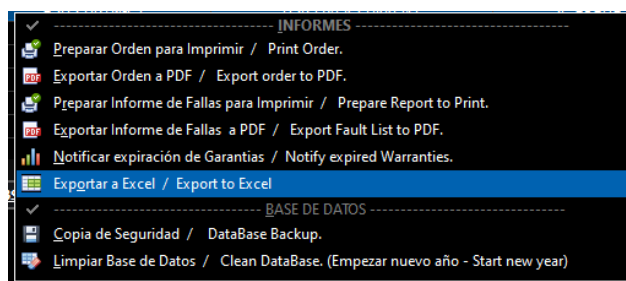 ------------------------------- INFORMES ------------------------------
Preparar Orden para Imprimir / Print Order.
PDF Exportar Orden a PDF / Export order to PDF.
Preparar Informe de Fallas para Imprimir / Prepare Report to Print.
PDF Exportar Informe de Fallas a PDF / Export Fault List to PDF.
Notificar expiración de Garantias / Notify expired Warranties.
Exportar a Excel / Export to Excel
------------------------------ BASE DE DATOS ----------------------------
Copia de Seguridad / DataBase Backup.
Limpiar Base de Datos / Clean DataBase. (Empezar nuevo año - Start new year)